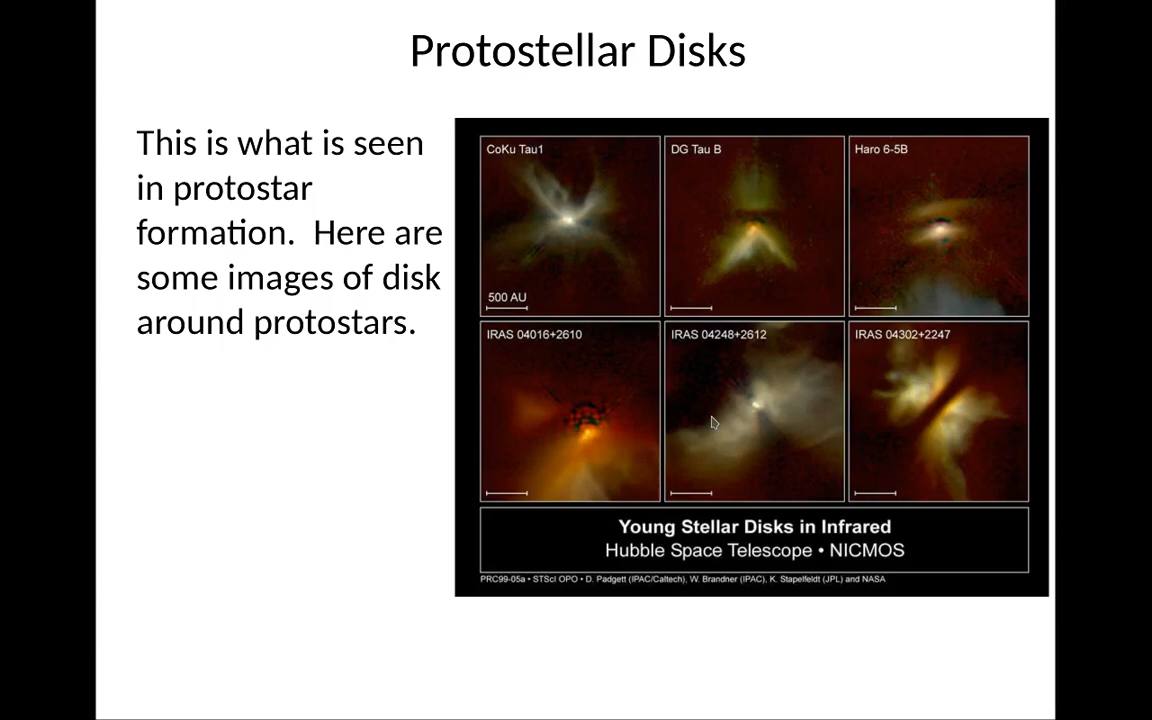 Protostellar Disks
This is what is seen
in protostar
formation.  Here are
some images of disk
around protostars.
CoKu Tau1
DG Tau B
Haro 6-5B
500 AU
IRAS 04016+2610
IRAS 04248+2612
IRAS 04302+2247
Young Stellar Disks in Infrared
Hubble Space Telescope • NICMOS
PRC99-05a • STScI OPO • D. Padgett (IPAC/Caltech), W. Brandner (IPAC), K. Stapelfeldt (JPL) and NASA